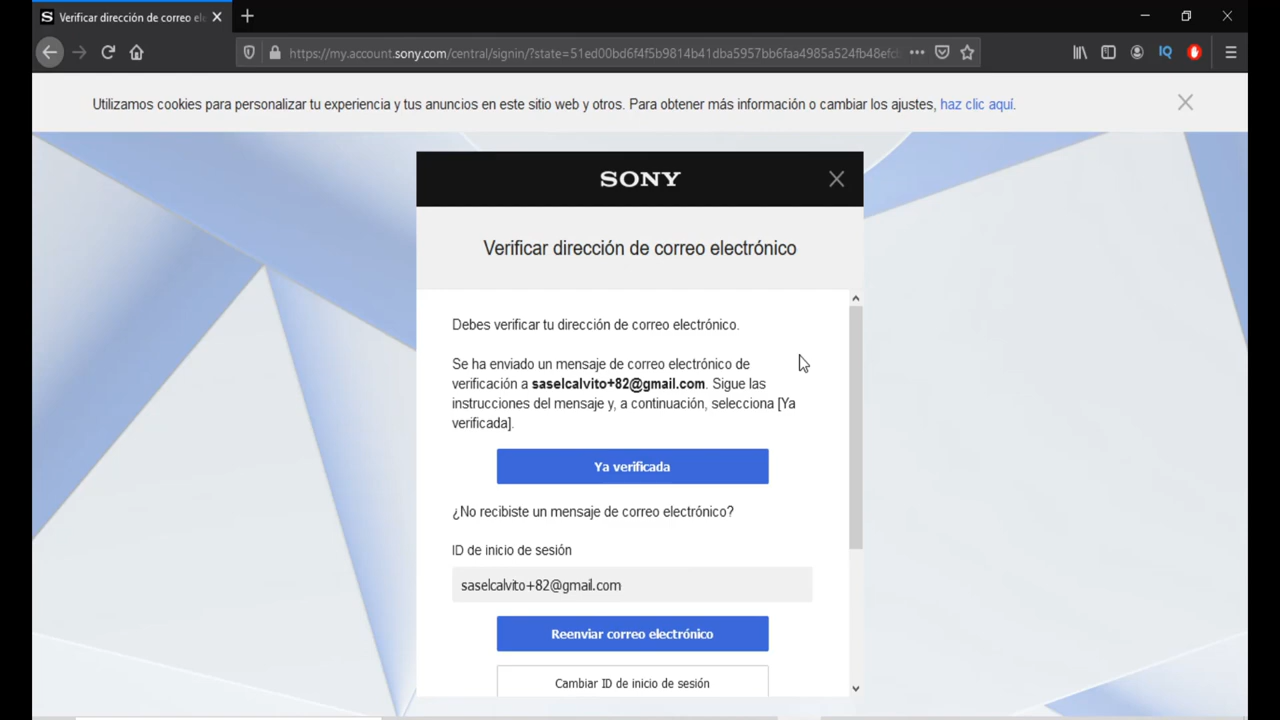 S Verificar dirección de correo ele
https://my.account.sony.com/central/signin/?state=51ed00bd6f4f5b9814b41dba5957bb6faa4985a524fb48efc
IQ
Utilizamos cookies para personalizar tu experiencia y tus anuncios en este sitio web y otros. Para obtener más información o cambiar los ajustes, haz clic aquí.
SONY
Verificar dirección de correo electrónico
Debes verificar tu dirección de correo electrónico.
Se ha enviado un mensaje de correo electrónico de
verificación a saselcalvito+82@gmail.com. Sigue las
instrucciones del mensaje y, a continuación, selecciona [Ya
verificada].
Ya verificada
¿No recibiste un mensaje de correo electrónico?
ID de inicio de sesión
saselcalvito+82@gmail.com
Reenviar correo electrónico
Cambiar ID de inicio de sesión